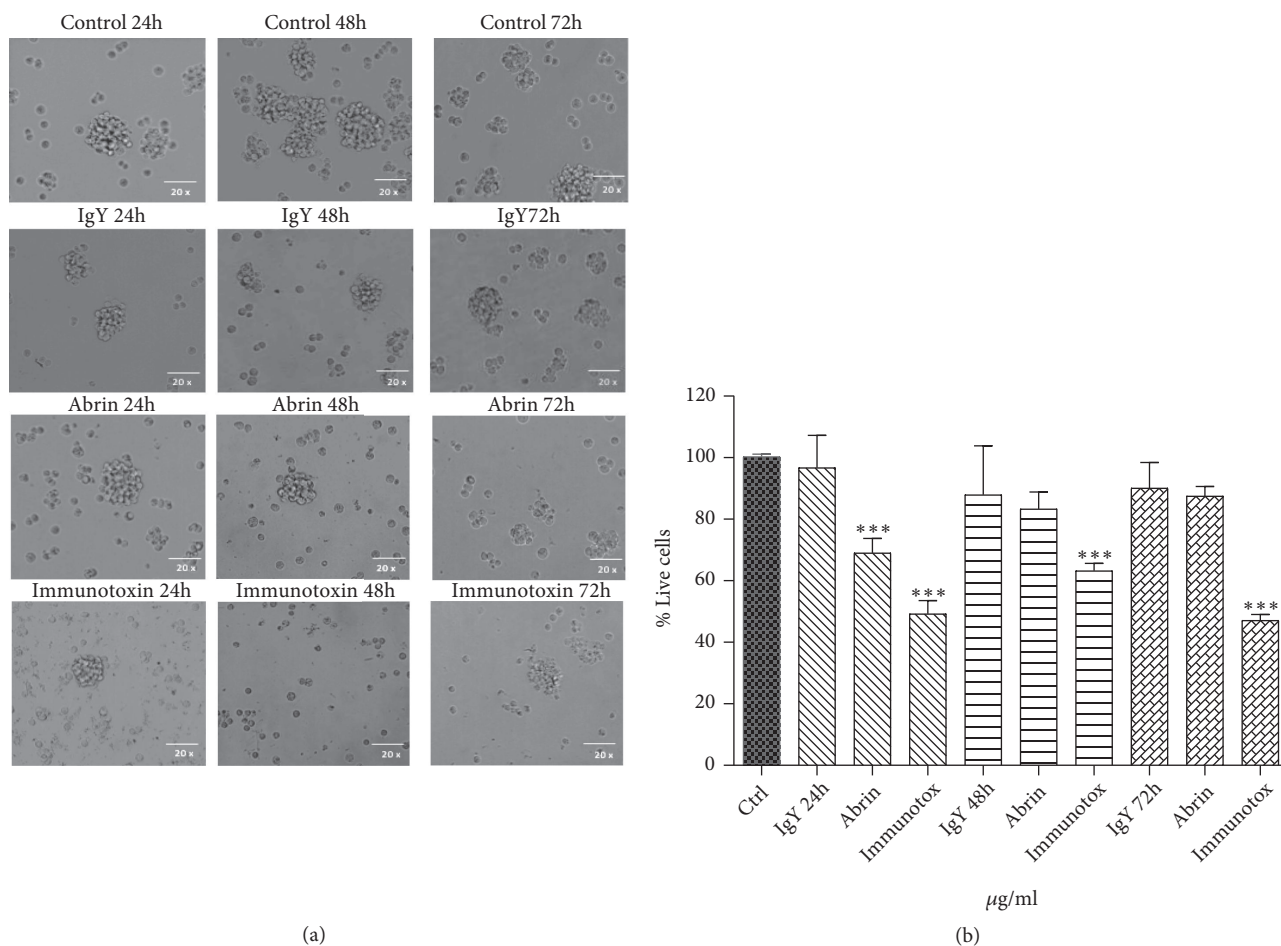 Control 24h Control 48h Control 72h
20 x 20 x 20 x
IgY 24h IgY 48h IgY72h
20 x 20 x 20 x
Abrin 24h Abrin 48h Abrin 72h
20 x 20 x 20 x
Immunotoxin 24h Immunotoxin 48h Immunotoxin 72h
20 x 20 x 20 x
(a)
120
100
80
60
40
20
0
% Live cells
***
***
***
***
Ctrl
IgY 24h
Abrin
Immunotox
IgY 48h
Abrin
Immunotox
IgY 72h
Abrin
Immunotox
μg/ml
(b)